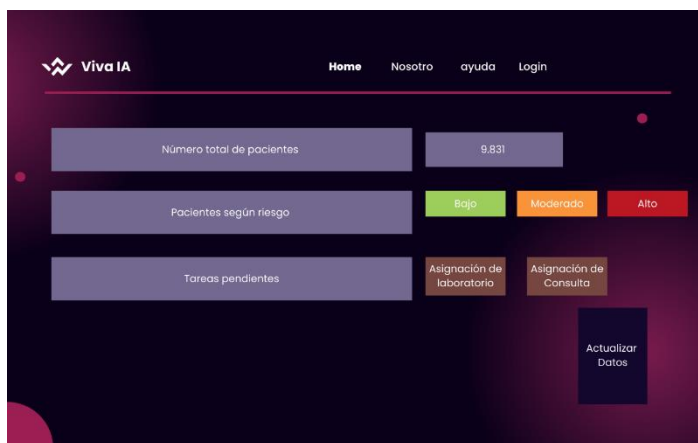 Viva IA
Home Nosotro ayuda Login
Número total de pacientes 9.831
Pacientes según riesgo Bajo Moderado Alto
Tareas pendientes
Asignación de
laboratorio
Asignación de
Consulta
Actualizar
Datos